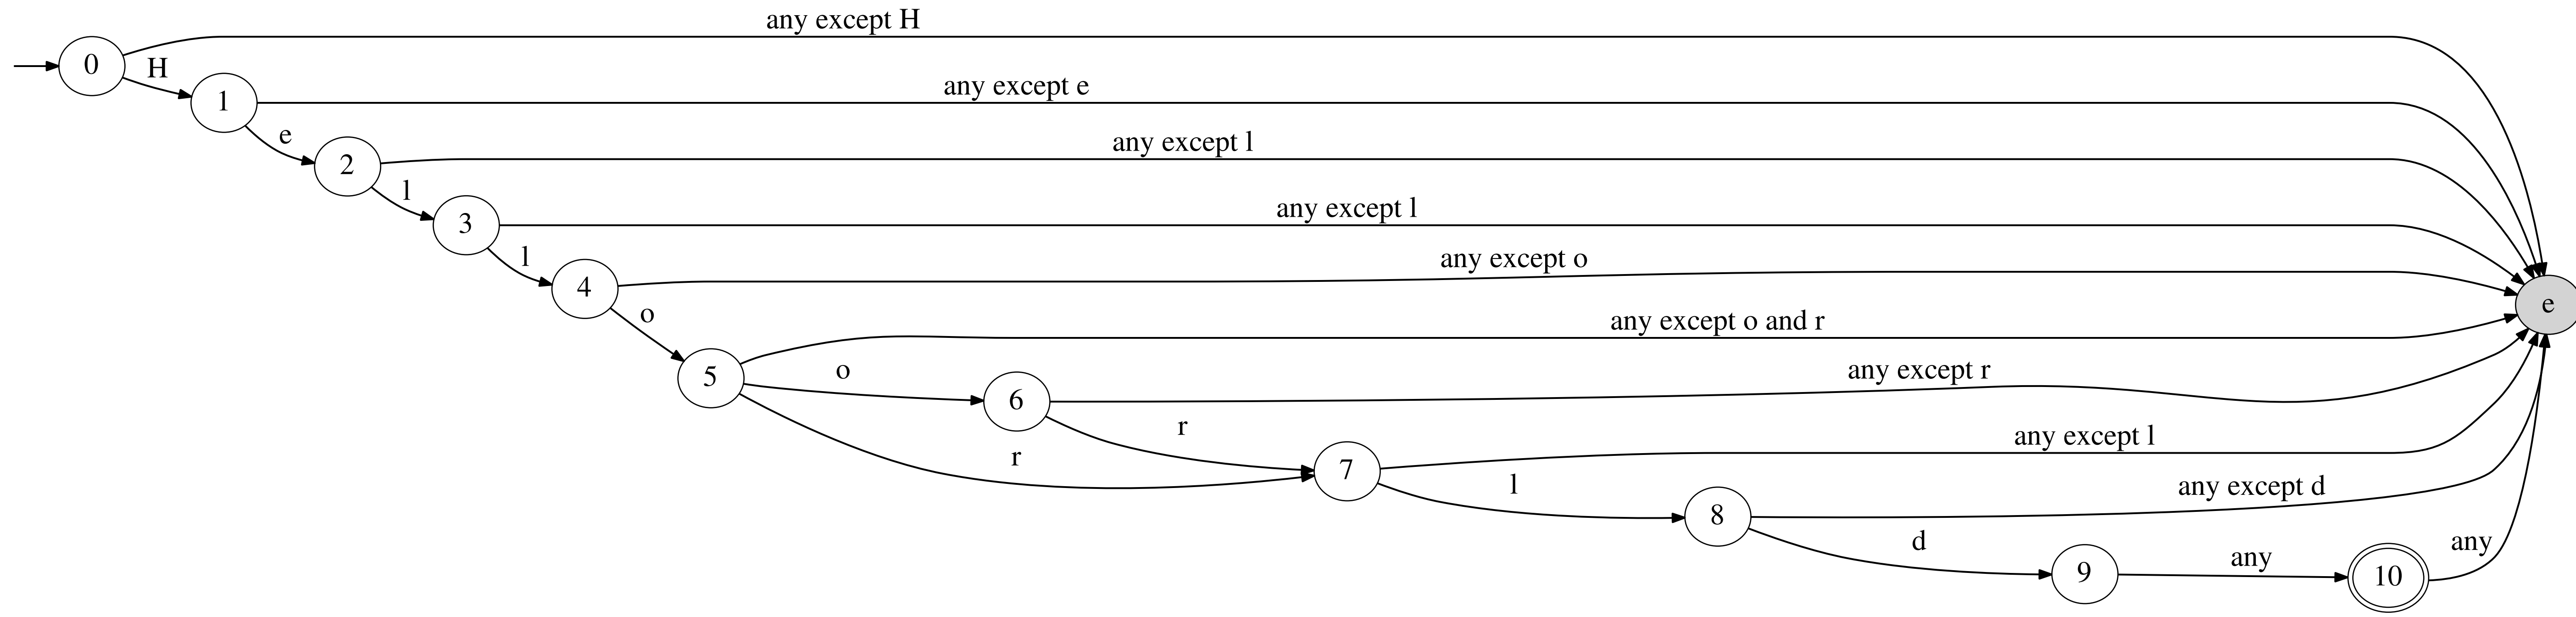 any except H
0
H
any except e
1
e
any except l
2
l
any except l
3
l
any except o
4
o
e
any except o and r
5
o
any except r
6
r
r
any except l
7
l
any except d
8
d
any
9
any
10